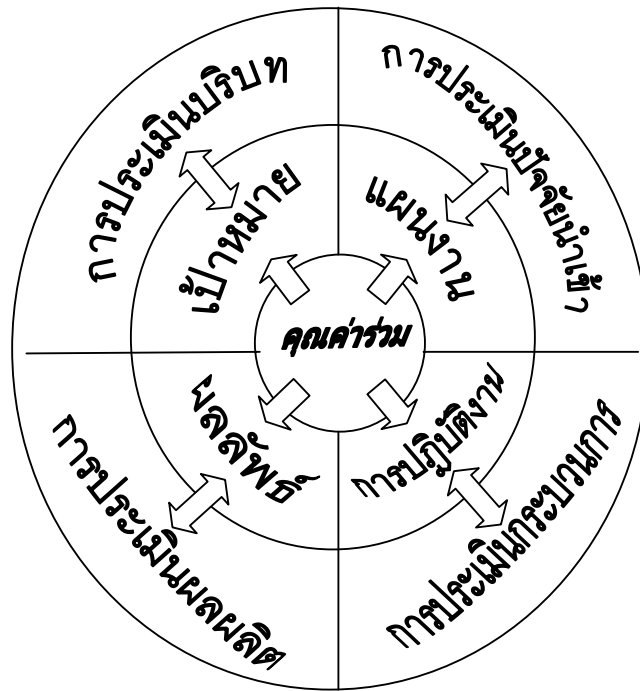 การประเมินบริบท
การประเมินปัจจัยนำเข้า
เป้าหมาย
แผนงาน
คุณค่าร่วม
ผลลัพธ์
การปฏิบัติงาน
การประเมินผลผลิต
การประเมินกระบวนการ